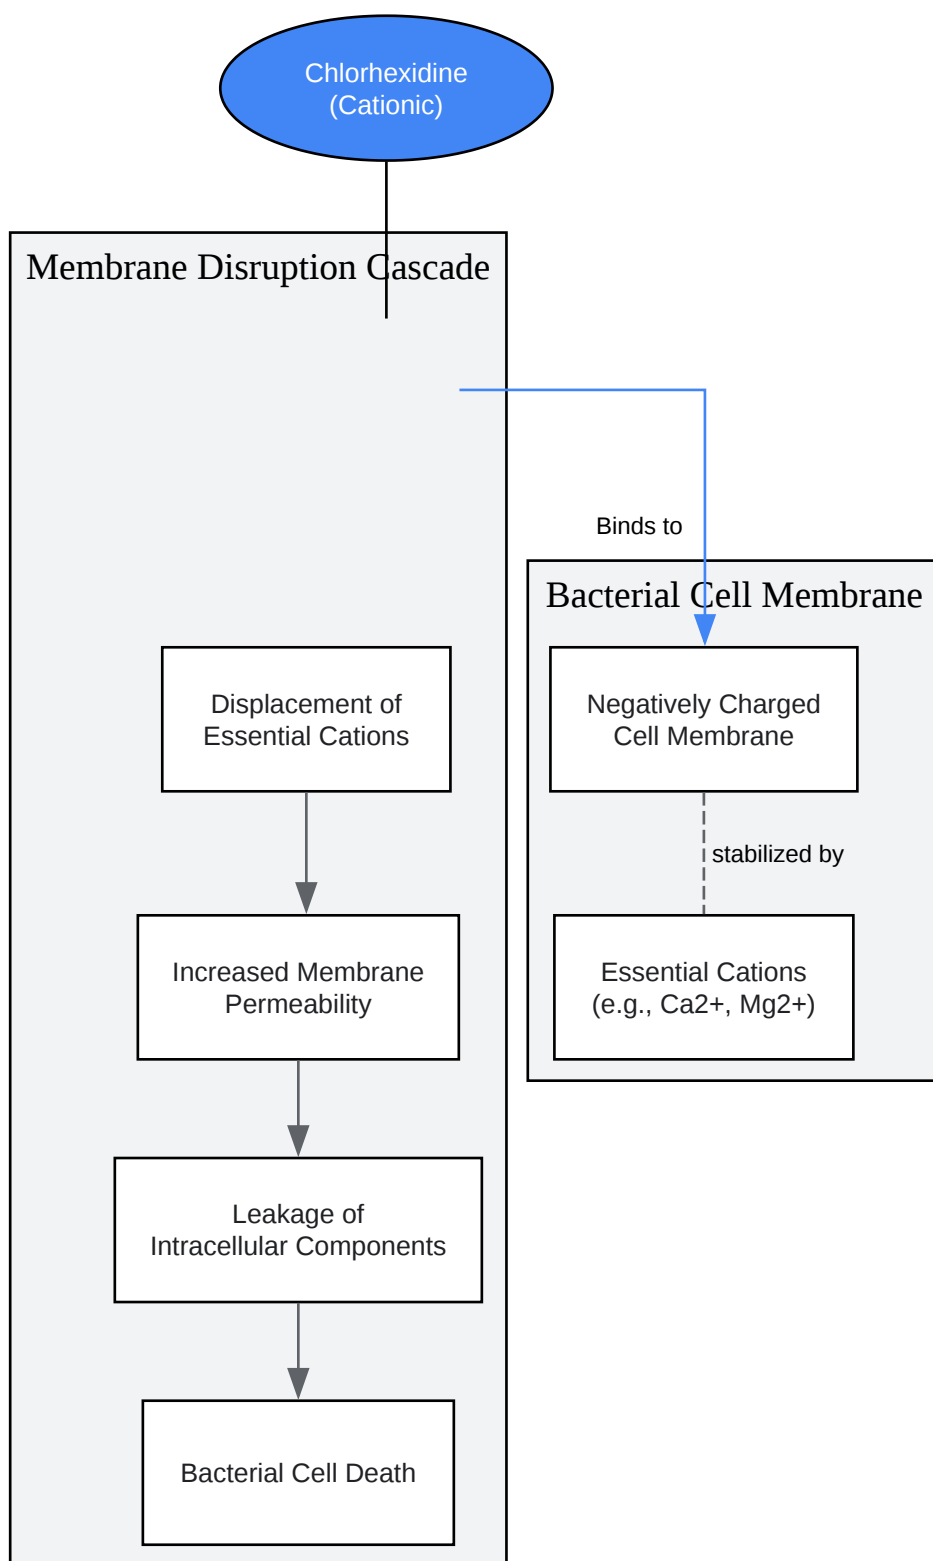 Chlorhexidine
(Cationic)
Membrane Disruption Cascade
Binds to
Bacterial Cell Membrane
Displacement of
Essential Cations
Negatively Charged
Cell Membrane
stabilized by
Increased Membrane
Permeability
Essential Cations
(e.g., Ca2+, Mg2+)
Leakage of
Intracellular Components
Bacterial Cell Death